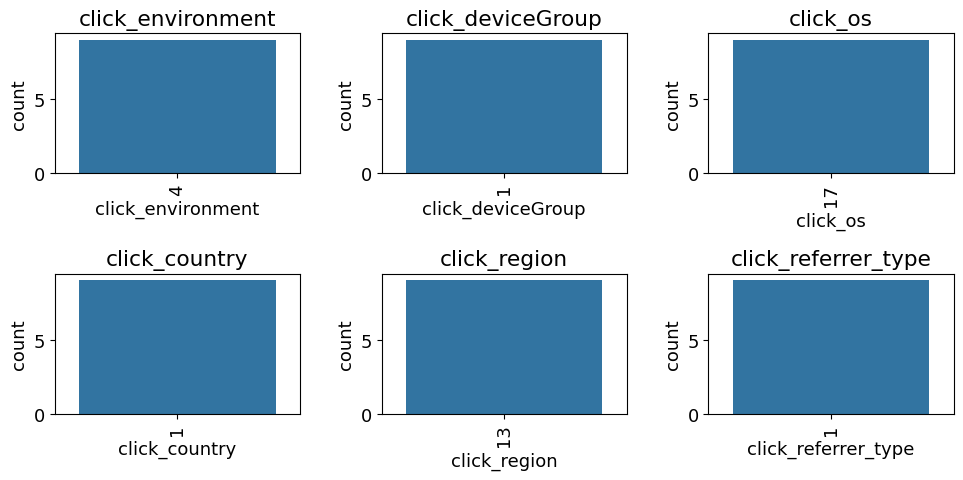 click_environment
count
5
0
4
click_environment
click_deviceGroup
count
5
0
1
click_deviceGroup
click_os
count
5
0
17
click_os
click_country
count
5
0
1
click_country
click_region
count
5
0
13
click_region
click_referrer_type
count
5
0
1
click_referrer_type